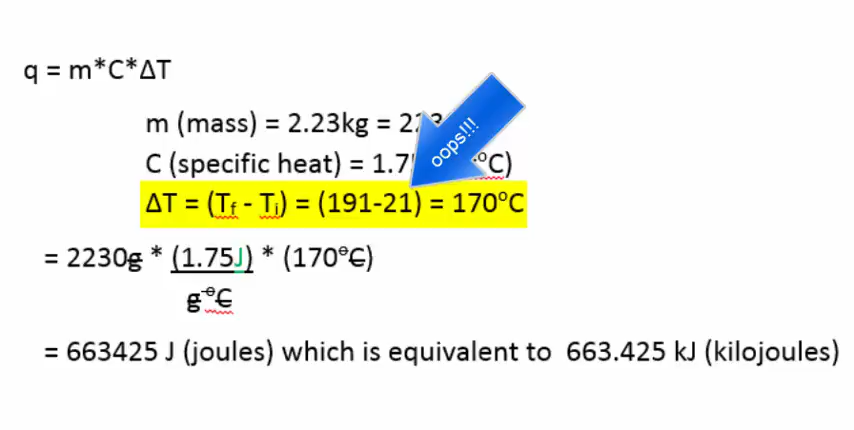 q = m*C*ΔT
m (mass) = 2.23kg = 223
C (specific heat) = 1.7 °C)
oops!!!
ΔT = (Tf - Ti) = (191-21) = 170°C
= 2230g * (1.75J) * (170°C)
g °C
= 663425 J (joules) which is equivalent to 663.425 kJ (kilojoules)